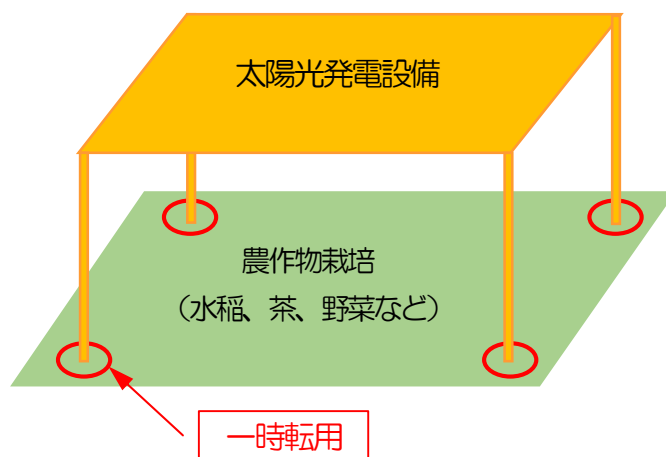 太陽光発電設備
農作物栽培
（水稲、茶、野菜など）
一時転用